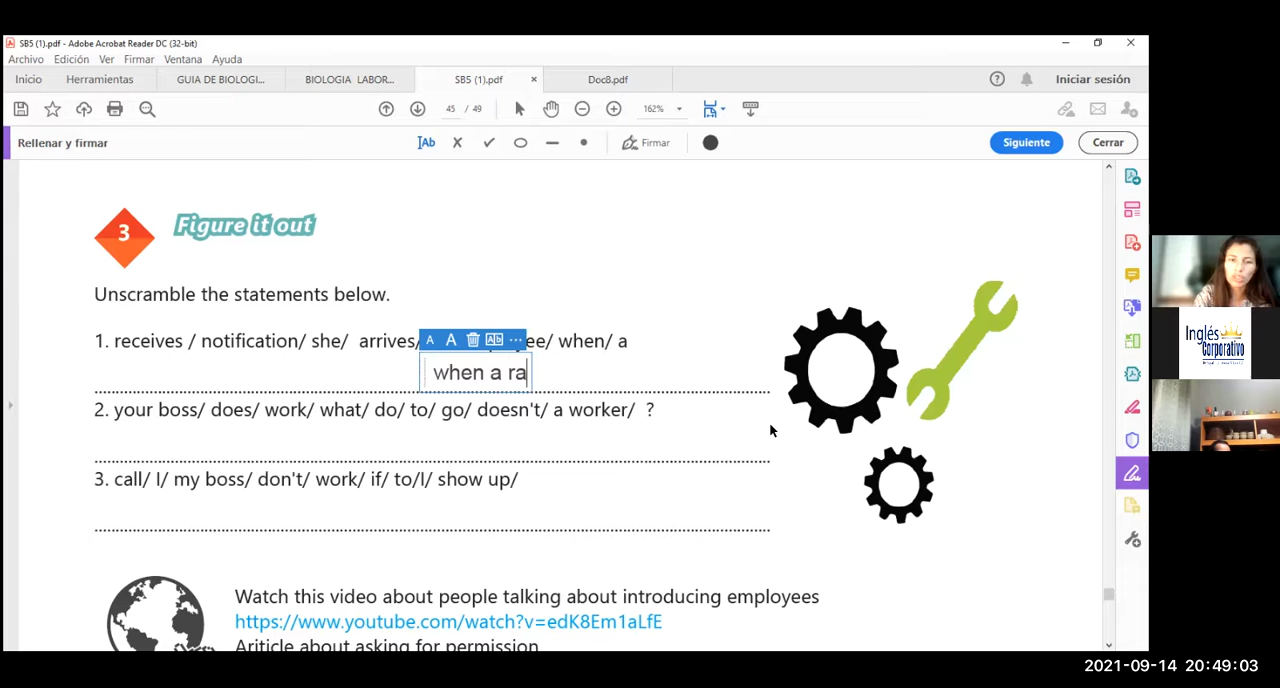 SB5 (1).pdf - Adobe Acrobat Reader DC (32-bit)
Archivo Edición Ver Firmar Ventana Ayuda
Inicio Herramientas GUIA DE BIOLOGI... BIOLOGIA LABOR... SB5 (1).pdf × Doc8.pdf Iniciar sesión
45 / 49 162%
Rellenar y firmar Ab Firmar Siguiente Cerrar
3 Figure it out
Unscramble the statements below.
1. receives / notification/ she/ arrives/ ee/ when/ a
A A Ab ...
when a ra
2. your boss/ does/ work/ what/ do/ to/ go/ doesn't/ a worker/ ?
3. call/ I/ my boss/ don't/ work/ if/ to/I/ show up/
Watch this video about people talking about introducing employees
https://www.youtube.com/watch?v=edK8Em1aLfE
Ariticle about asking for permission
Inglés
Corporativo
2021-09-14 20:49:03